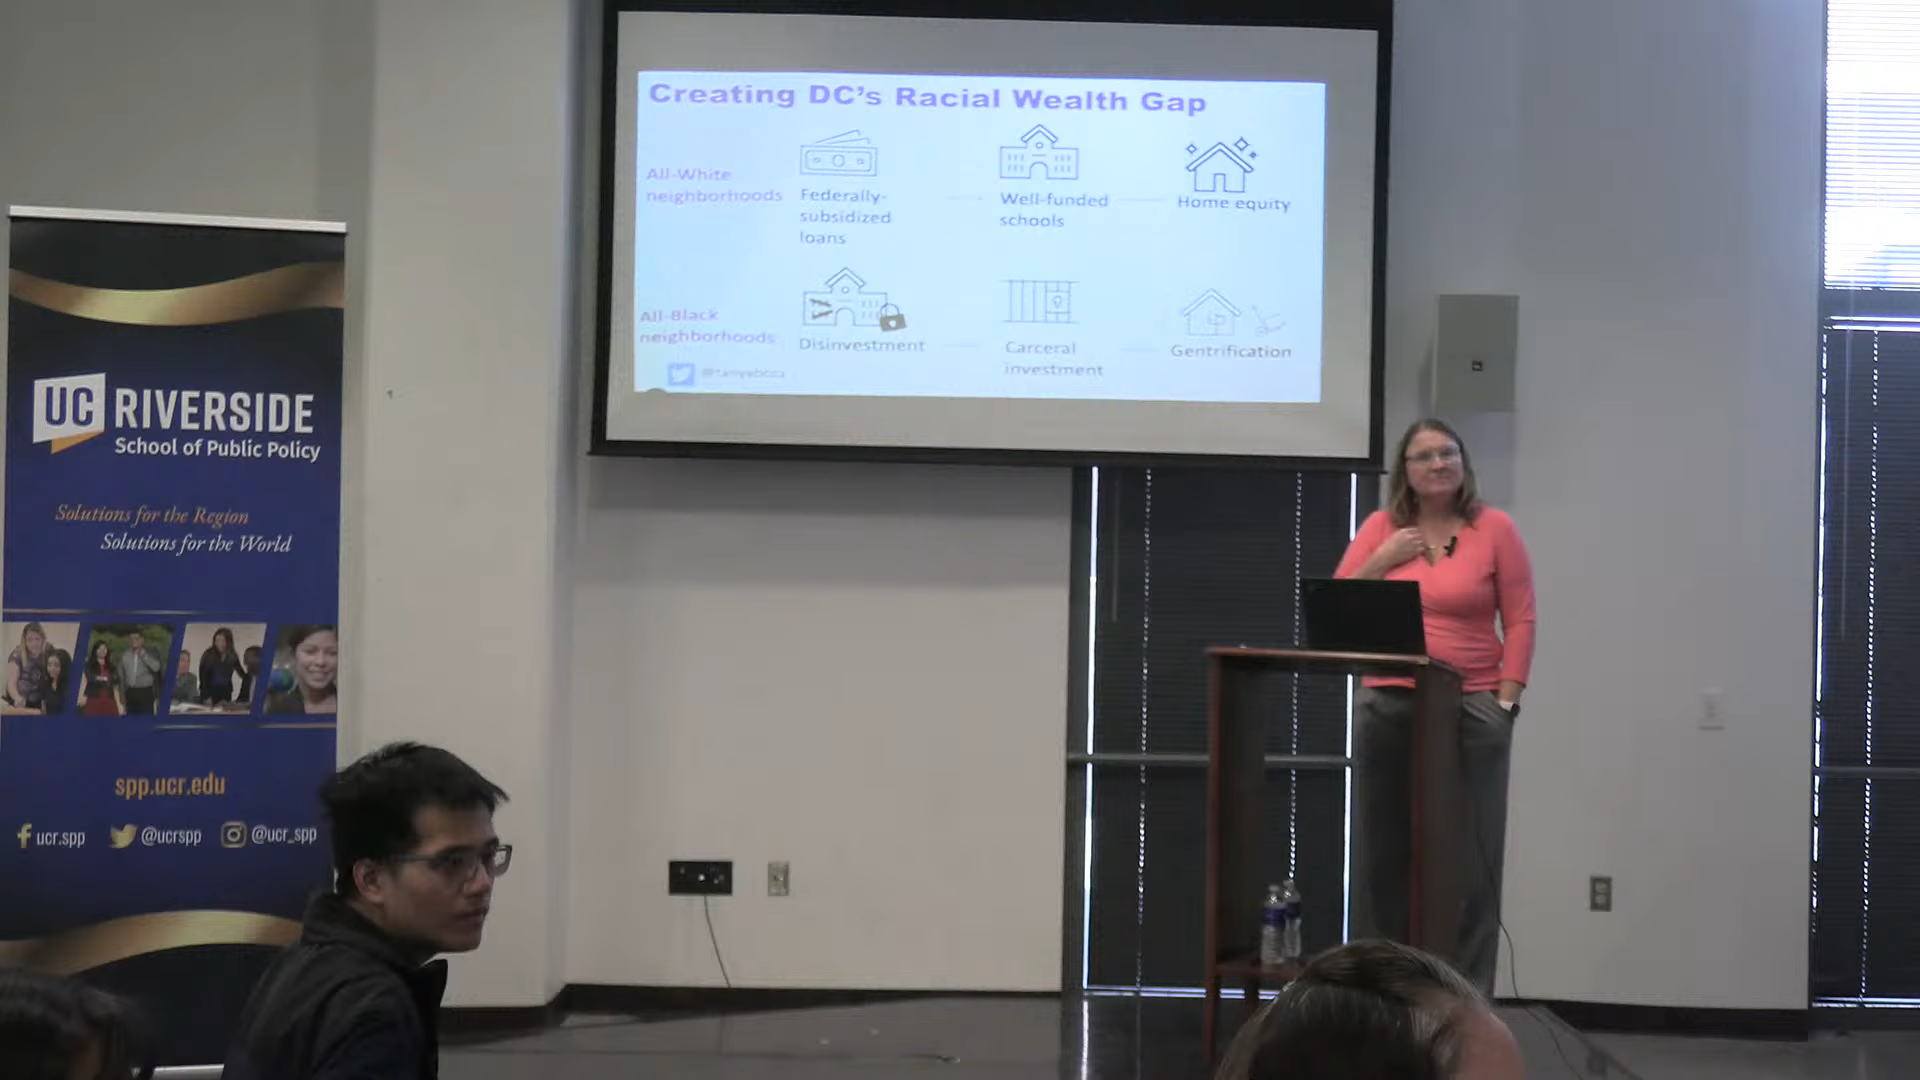 Creating DC's Racial Wealth Gap
All-White
neighborhoods
Federally-
subsidized
loans
Well-funded
schools
Home equity
All-Black
neighborhoods
Disinvestment
Carceral
investment
Gentrification
UC RIVERSIDE
School of Public Policy
Solutions for the Region
Solutions for the World
spp.ucr.edu
ucr.spp @ucrspp @ucr_spp